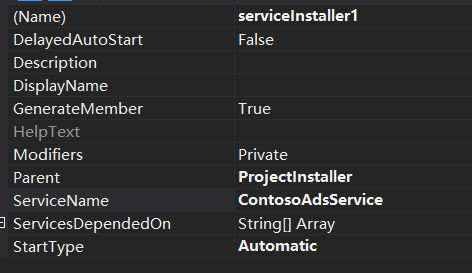 (Name) serviceInstaller1
DelayedAutoStart False
Description
DisplayName
GenerateMember True
HelpText
Modifiers Private
Parent ProjectInstaller
ServiceName ContosoAdsService
ServicesDependedOn String[] Array
StartType Automatic